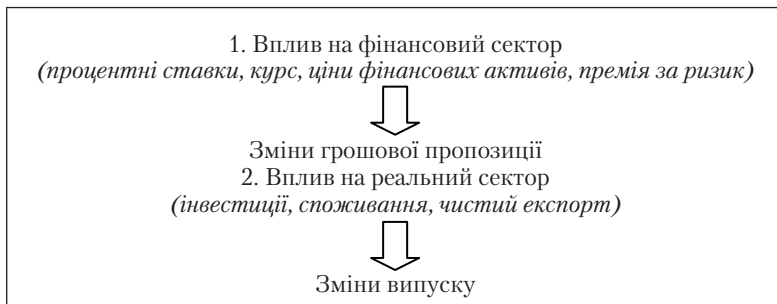 1. Вплив на фінансовий сектор
(процентні ставки, курс, ціни фінансових активів, премія за ризик)
Зміни грошової пропозиції
2. Вплив на реальний сектор
(інвестиції, споживання, чистий експорт)
Зміни випуску